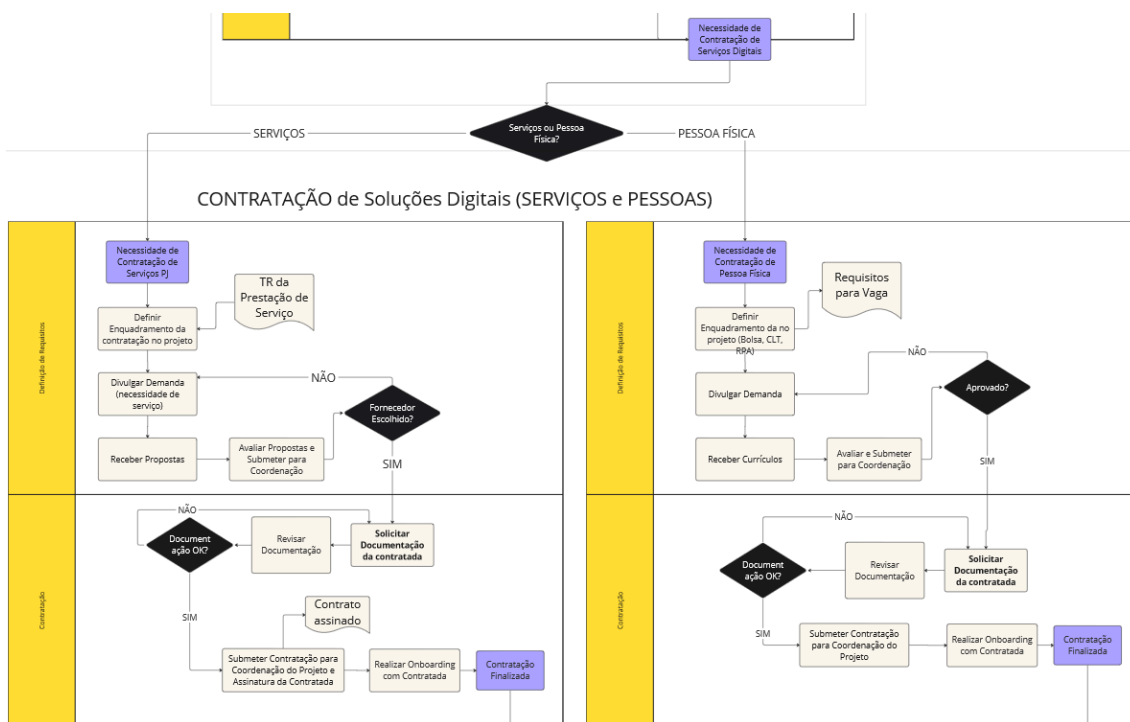 Necessidade de
Contratação de
Serviços Digitais
Serviços ou Pessoa
Física?
SERVIÇOS
PESSOA FÍSICA
CONTRATAÇÃO de Soluções Digitais (SERVIÇOS e PESSOAS)
Definição de Requisitos
Necessidade de
Contratação de
Serviços PJ
TR da
Prestação de
Serviço
Definir
Enquadramento da
contratação no projeto
NÃO
Divulgar Demanda
(necessidade de
serviço)
Fornecedor
Escolhido?
Receber Propostas
Avaliar Propostas e
Submeter para
Coordenação
SIM
Contratação
NÃO
Document
ação OK?
Revisar
Documentação
Solicitar
Documentação
da contratada
SIM
Contrato
assinado
Submeter Contratação para
Coordenação do Projeto e
Assinatura da Contratada
Realizar Onboarding
com Contratada
Contratação
Finalizada
Definição de Requisitos
Necessidade de
Contratação de
Pessoa Física
Requisitos
para Vaga
Definir
Enquadramento da no
projeto (Bolsa, CLT,
RPA)
NÃO
Divulgar Demanda
Aprovado?
Receber Currículos
Avaliar e Submeter
para Coordenação
SIM
Contratação
NÃO
Document
ação OK?
Revisar
Documentação
Solicitar
Documentação
da contratada
SIM
Submeter Contratação
para Coordenação do
Projeto
Realizar Onboarding
com Contratada
Contratação
Finalizada